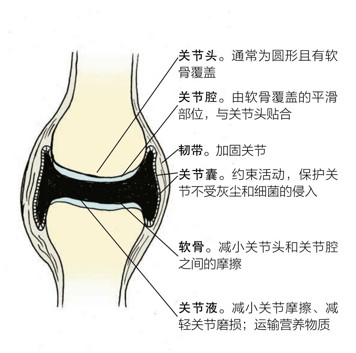 关节头。通常为圆形且有软
骨覆盖
关节腔。由软骨覆盖的平滑
部位，与关节头贴合
韧带。加固关节
关节囊。约束活动，保护关
节不受灰尘和细菌的侵入
软骨。减小关节头和关节腔
之间的摩擦
关节液。减小关节摩擦、减
轻关节磨损；运输营养物质